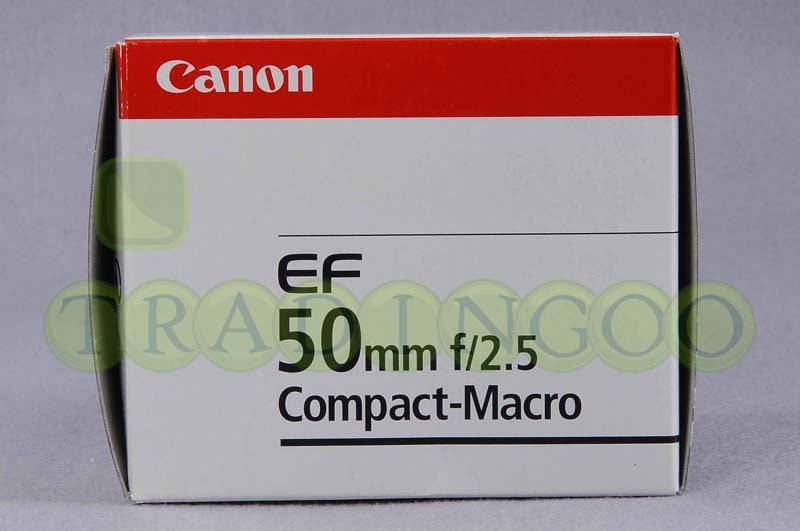 Canon
EF
TRADINGOO
50mm f/2.5
Compact-Macro